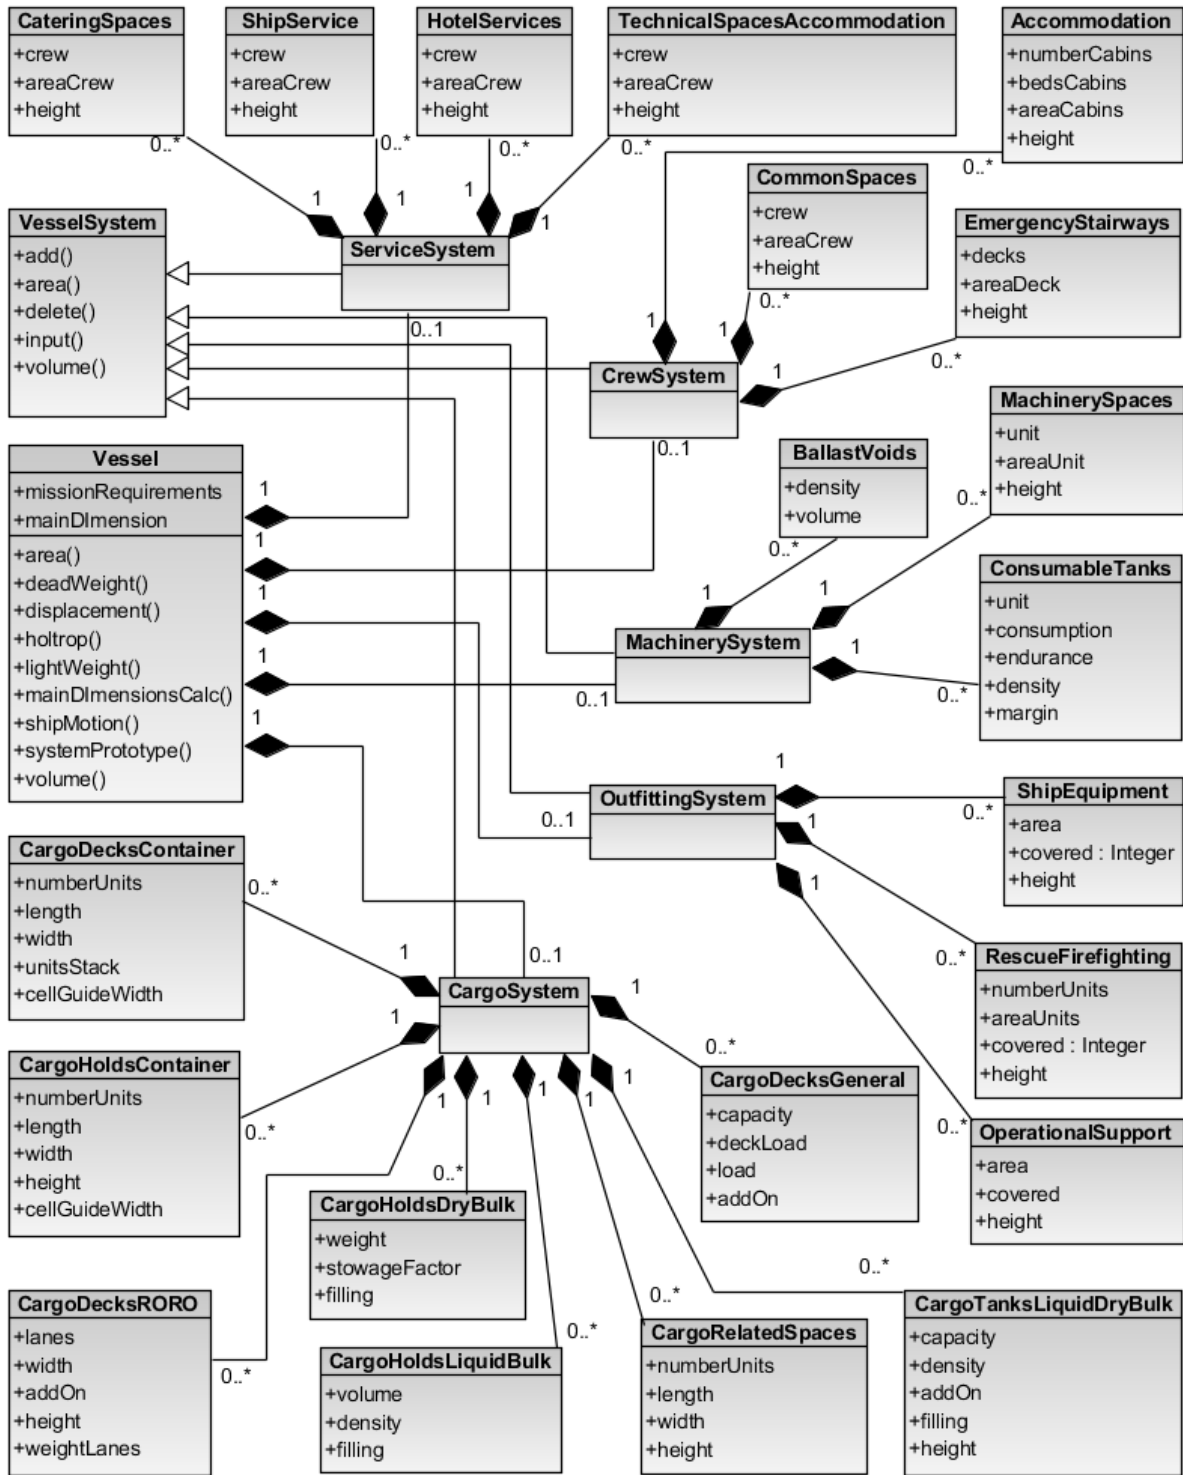 CateringSpaces
+crew
+areaCrew
+height
0..*
ShipService
+crew
+areaCrew
+height
0..*
HotelServices
+crew
+areaCrew
+height
0..*
TechnicalSpacesAccommodation
+crew
+areaCrew
+height
0..*
Accommodation
+numberCabins
+bedsCabins
+areaCabins
+height
0..*
CommonSpaces
+crew
+areaCrew
+height
0..*
EmergencyStairways
+decks
+areaDeck
+height
0..*
VesselSystem
+add()
+area()
+delete()
+input()
+volume()
1
1
1
1
ServiceSystem
0..1
1
1
1
CrewSystem
0..1
MachinerySpaces
+unit
+areaUnit
+height
0..*
BallastVoids
+density
+volume
0..*
Vessel
+missionRequirements
+mainDImension
+area()
+deadWeight()
+displacement()
+holtrop()
+lightWeight()
+mainDImensionsCalc()
+shipMotion()
+systemPrototype()
+volume()
1
1
1
1
1
ConsumableTanks
+unit
+consumption
+endurance
+density
+margin
0..*
1
1
1
MachinerySystem
0..1
OutfittingSystem
0..1
1
1
1
ShipEquipment
+area
+covered : Integer
+height
0..*
RescueFirefighting
+numberUnits
+areaUnits
+covered : Integer
+height
0..*
OperationalSupport
+area
+covered
+height
0..*
CargoDecksContainer
+numberUnits
+length
+width
+unitsStack
+cellGuideWidth
0..*
CargoSystem
0..1
1
1
1
1
1
1
1
1
CargoHoldsContainer
+numberUnits
+length
+width
+height
+cellGuideWidth
0..*
CargoDecksGeneral
+capacity
+deckLoad
+load
+addOn
0..*
CargoHoldsDryBulk
+weight
+stowageFactor
+filling
0..*
CargoDecksRORO
+lanes
+width
+addOn
+height
+weightLanes
0..*
CargoHoldsLiquidBulk
+volume
+density
+filling
0..*
CargoRelatedSpaces
+numberUnits
+length
+width
+height
0..*
CargoTanksLiquidDryBulk
+capacity
+density
+addOn
+filling
+height
0..*